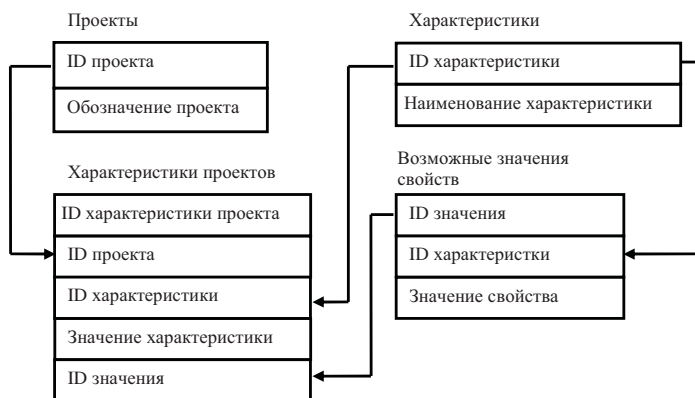 Проекты
ID проекта
Обозначение проекта
Характеристики
ID характеристики
Наименование характеристики
Характеристики проектов
ID характеристики проекта
ID проекта
ID характеристики
Значение характеристики
ID значения
Возможные значения
свойств
ID значения
ID характеристки
Значение свойства